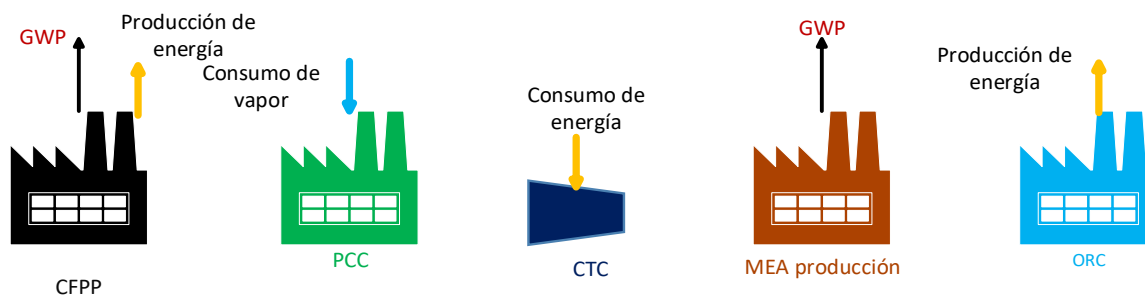 GWP
Producción de
energía
CFPP
Consumo de
vapor
PCC
Consumo de
energía
CTC
GWP
MEA producción
Producción de
energía
ORC